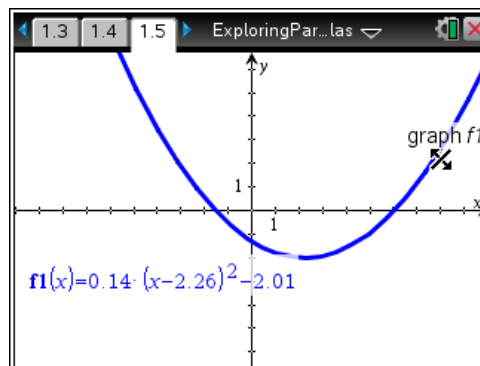 1.3 1.4 1.5 ExploringPar...las
y
graph f1
1
x
1
f1(x)=0.14·(x−2.26)²−2.01